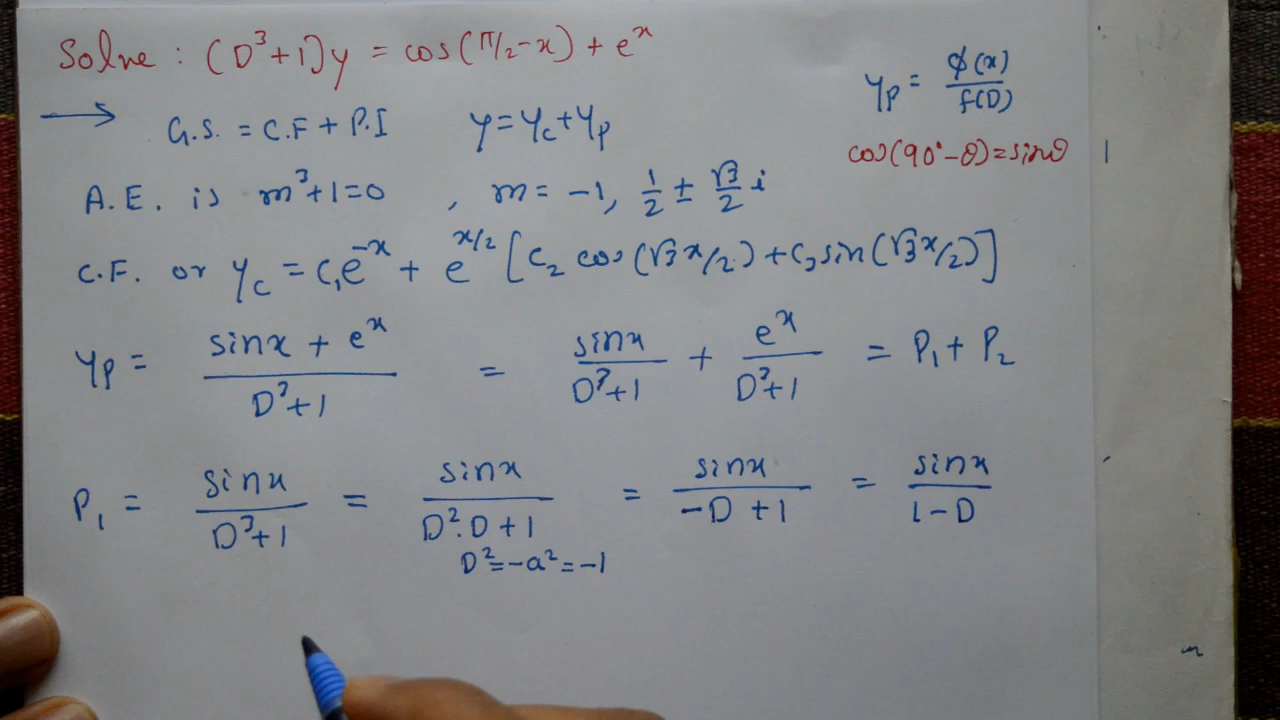 Solve : (D³+1)y = cos(π/2-x) + eˣ
yp = ϕ(x)/f(D)
→ G.S. = C.F + P.I    y = yc + yp
cos(90°-θ)=sinθ
A.E. is m³+1=0 , m = -1, 1/2 ± √3/2 i
C.F. or yc = c₁e⁻ˣ + e^(x/2) [c₂ cos(√3x/2) + c₃ sin(√3x/2)]
yp = (sinx + eˣ)/(D³+1) = sinx/(D³+1) + eˣ/(D³+1) = P₁ + P₂
P₁ = sinx/(D³+1) = sinx/(D².D+1) = sinx/(-D+1) = sinx/(1-D)
D²=-a²=-1